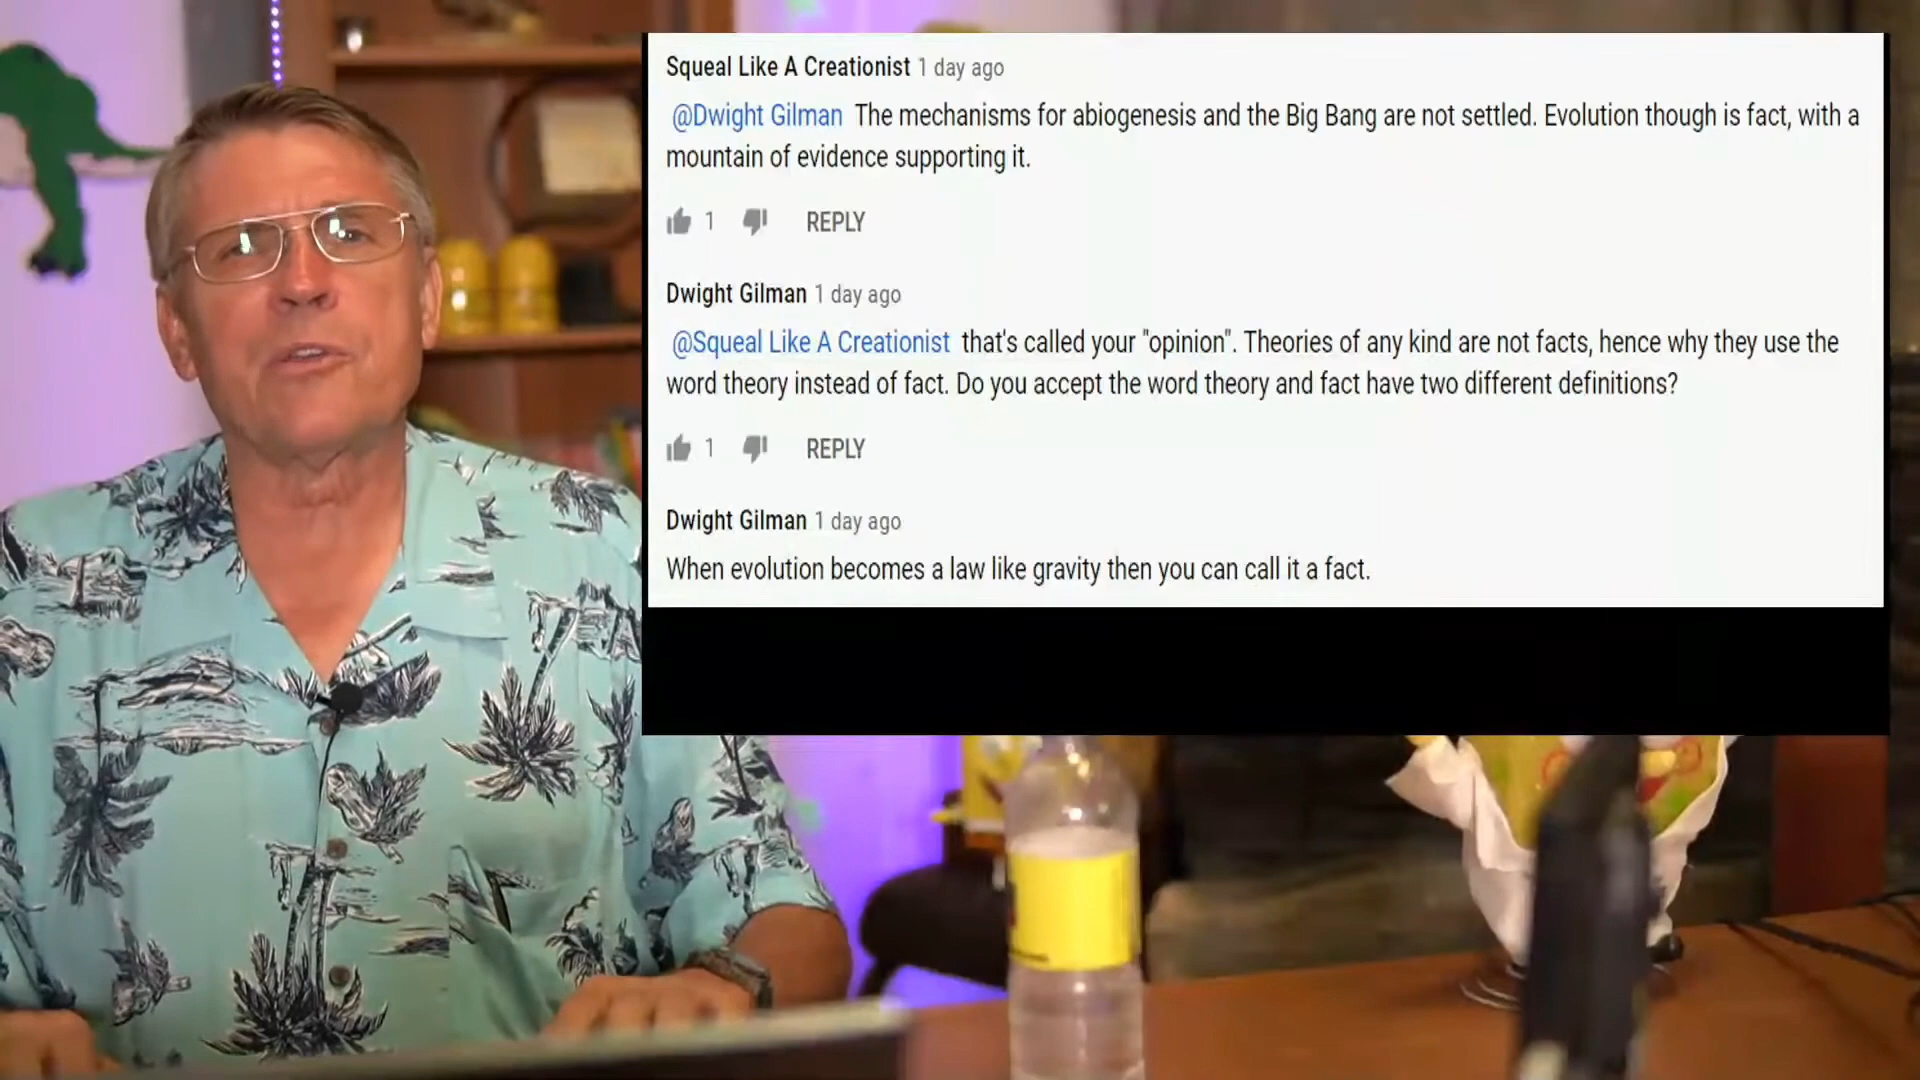 Squeal Like A Creationist 1 day ago
@Dwight Gilman The mechanisms for abiogenesis and the Big Bang are not settled. Evolution though is fact, with a
mountain of evidence supporting it.
1 REPLY
Dwight Gilman 1 day ago
@Squeal Like A Creationist that's called your "opinion". Theories of any kind are not facts, hence why they use the
word theory instead of fact. Do you accept the word theory and fact have two different definitions?
1 REPLY
Dwight Gilman 1 day ago
When evolution becomes a law like gravity then you can call it a fact.